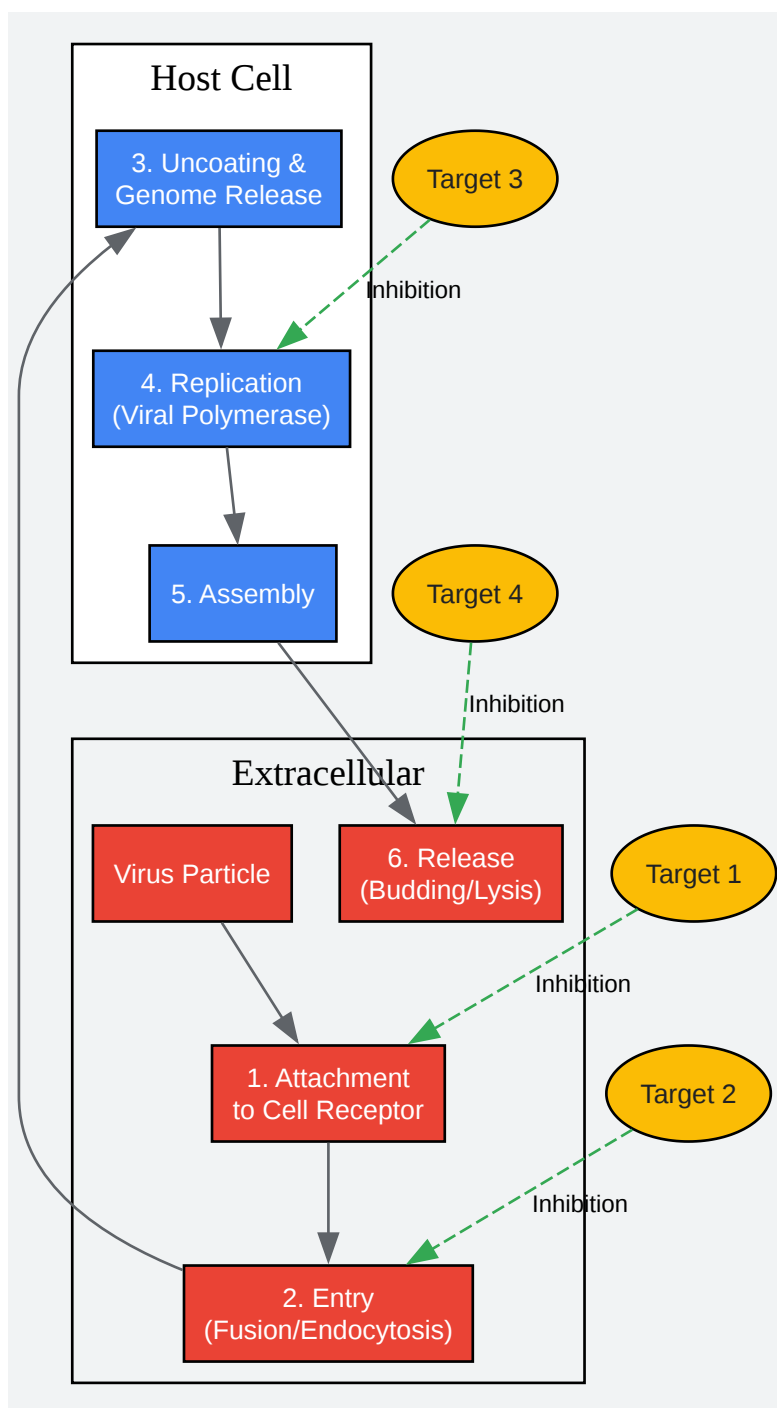 Host Cell
3. Uncoating &
Genome Release
Target 3
Inhibition
4. Replication
(Viral Polymerase)
5. Assembly
Target 4
Inhibition
Extracellular
Virus Particle
6. Release
(Budding/Lysis)
Target 1
Inhibition
1. Attachment
to Cell Receptor
Target 2
Inhibition
2. Entry
(Fusion/Endocytosis)